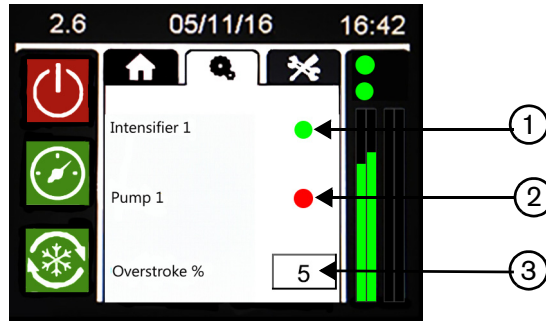 2.6 05/11/16 16:42
Intensifier 1
1
Pump 1
2
Overstroke % 5
3